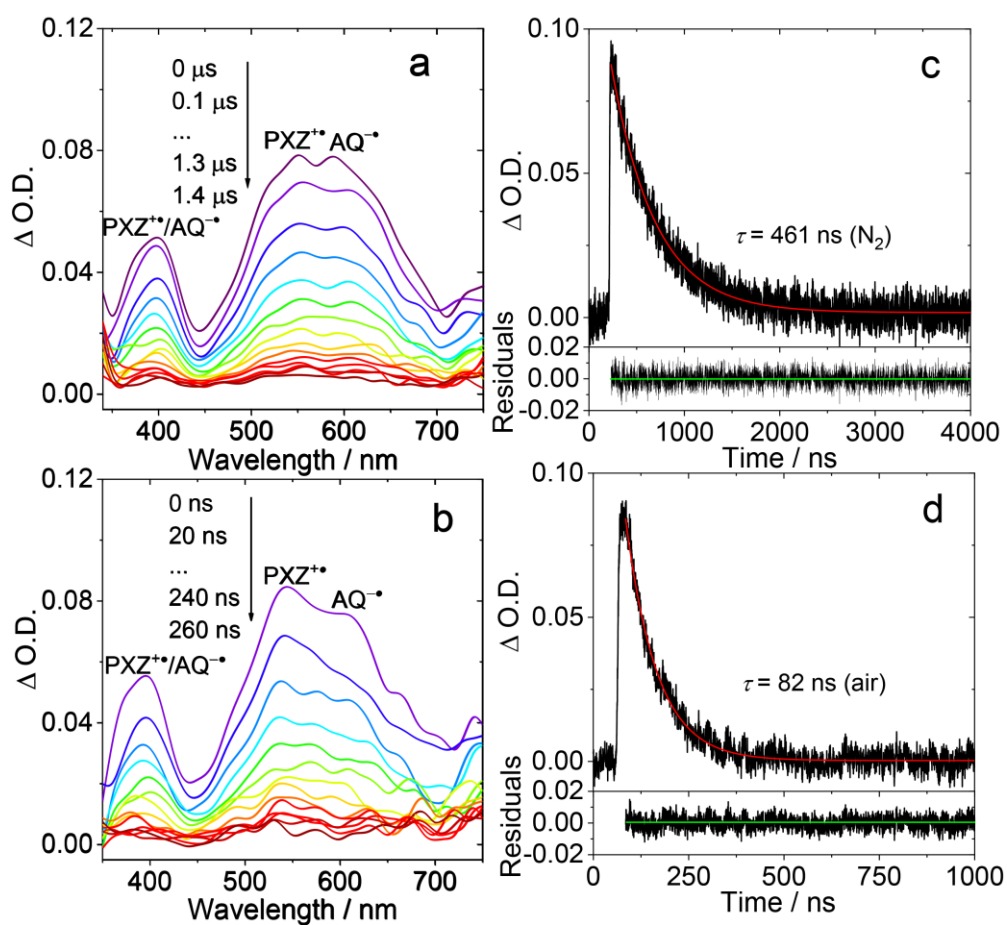 a
0.12
0.08
0.04
0.00
Δ O.D.
0 μs
0.1 μs
...
1.3 μs
1.4 μs
PXZ⁺• AQ⁻•
PXZ⁺•/AQ⁻•
400 500 600 700
Wavelength / nm
c
0.10
0.05
0.00
Δ O.D.
τ = 461 ns (N₂)
0.02
0.00
-0.02
Residuals
0 1000 2000 3000 4000
Time / ns
b
0.12
0.08
0.04
0.00
Δ O.D.
0 ns
20 ns
...
240 ns
260 ns
PXZ⁺•
AQ⁻•
PXZ⁺•/AQ⁻•
400 500 600 700
Wavelength / nm
d
0.10
0.05
0.00
Δ O.D.
τ = 82 ns (air)
0.02
0.00
-0.02
Residuals
0 250 500 750 1000
Time / ns